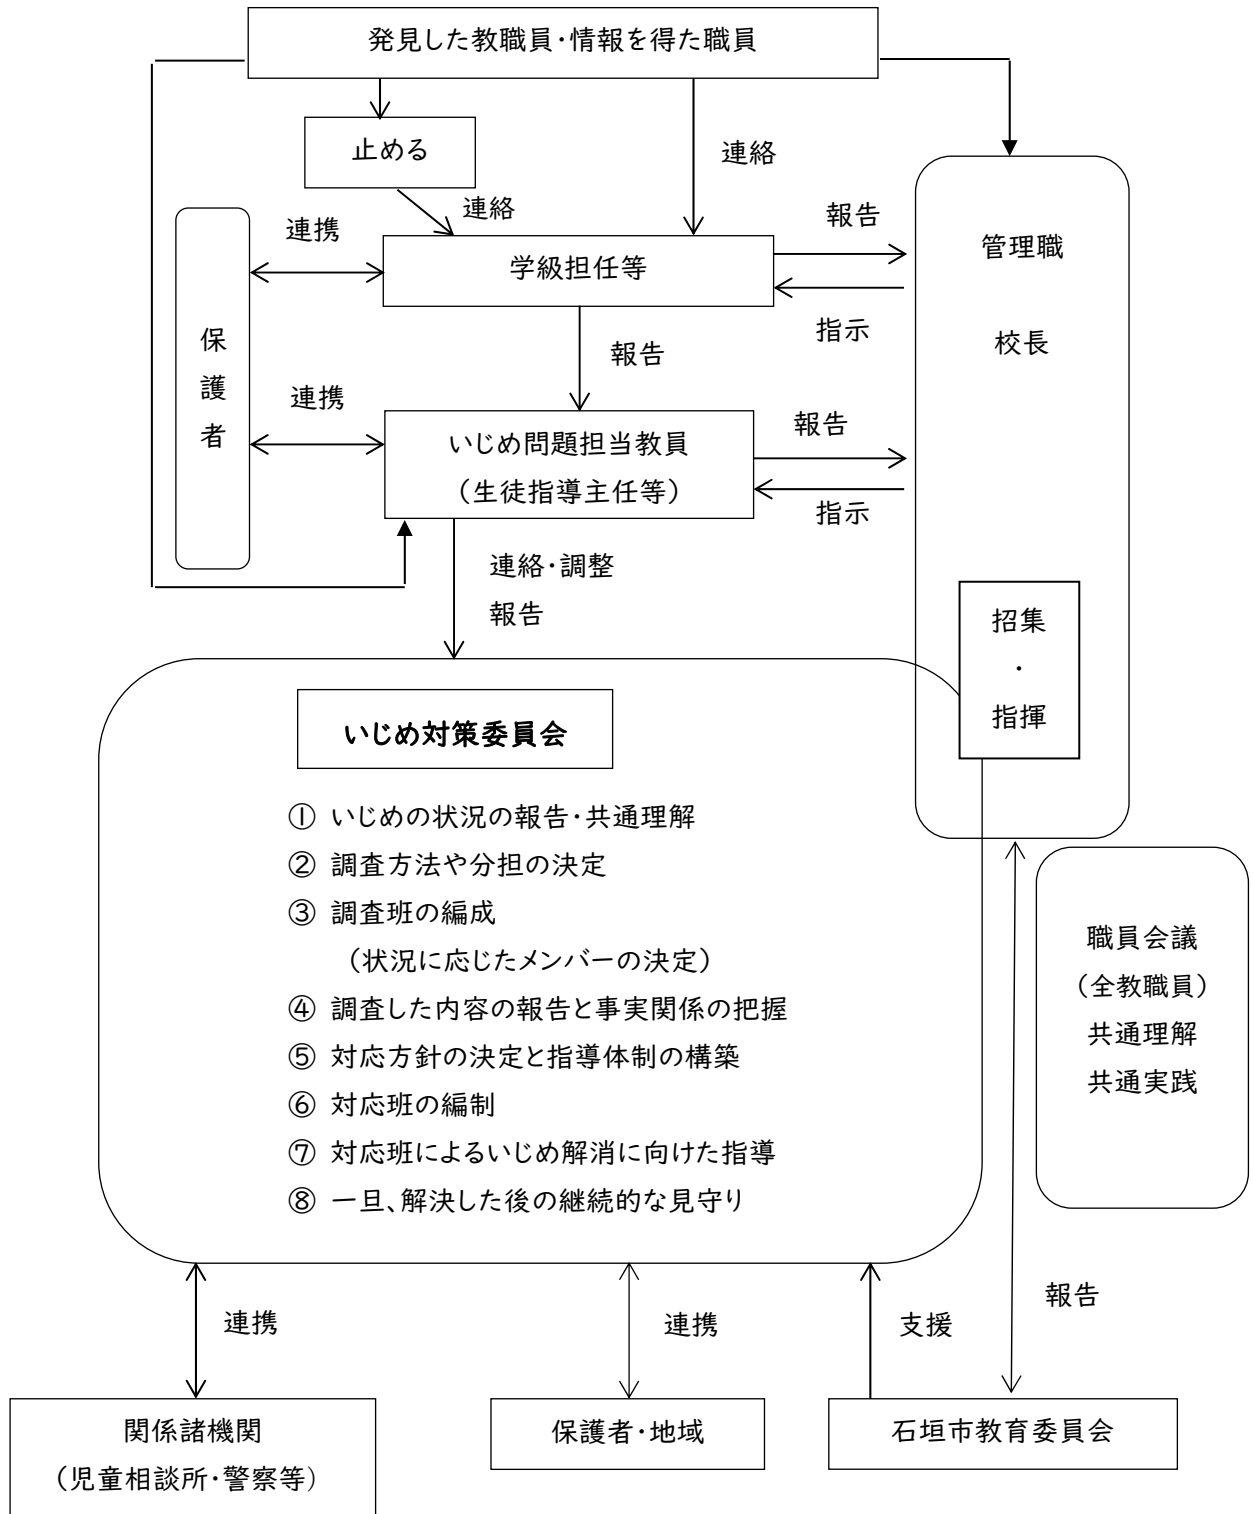 発見した教職員・情報を得た職員
止める
連絡
連絡
連携
学級担任等
報告
指示
管理職
校長
保
護
者
報告
連携
いじめ問題担当教員
（生徒指導主任等）
報告
指示
連絡・調整
報告
招集
・
指揮
いじめ対策委員会
① いじめの状況の報告・共通理解
② 調査方法や分担の決定
③ 調査班の編成
（状況に応じたメンバーの決定）
④ 調査した内容の報告と事実関係の把握
⑤ 対応方針の決定と指導体制の構築
⑥ 対応班の編制
⑦ 対応班によるいじめ解消に向けた指導
⑧ 一旦、解決した後の継続的な見守り
職員会議
（全教職員）
共通理解
共通実践
連携
連携
支援
報告
関係諸機関
（児童相談所・警察等）
保護者・地域
石垣市教育委員会